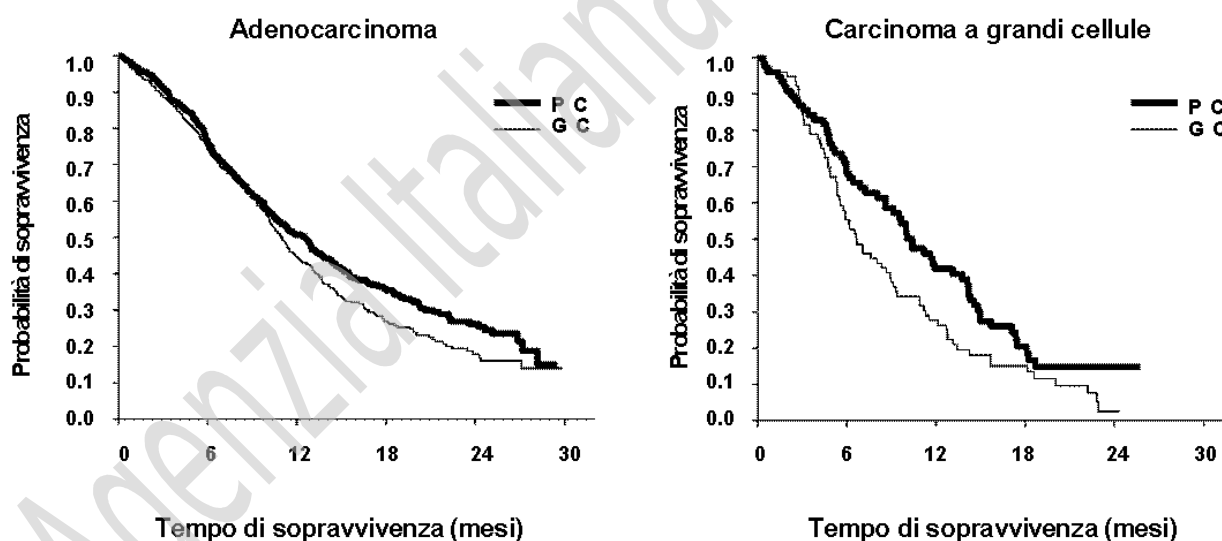 Adenocarcinoma
Probabilità di sopravvivenza
1.0
0.9
0.8
0.7
0.6
0.5
0.4
0.3
0.2
0.1
0.0
P C
G C
0 6 12 18 24 30
Tempo di sopravvivenza (mesi)
Carcinoma a grandi cellule
Probabilità di sopravvivenza
1.0
0.9
0.8
0.7
0.6
0.5
0.4
0.3
0.2
0.1
0.0
P C
G C
0 6 12 18 24 30
Tempo di sopravvivenza (mesi)
Agenzia Italiana